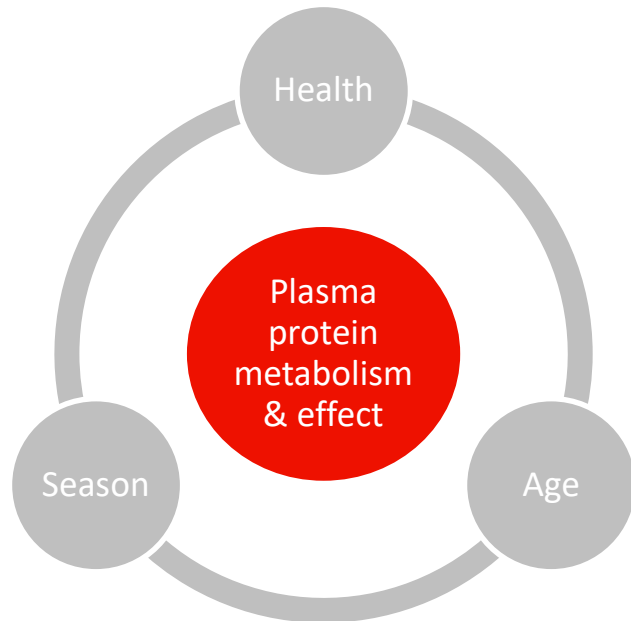 Health
Plasma
protein
metabolism
& effect
Season
Age